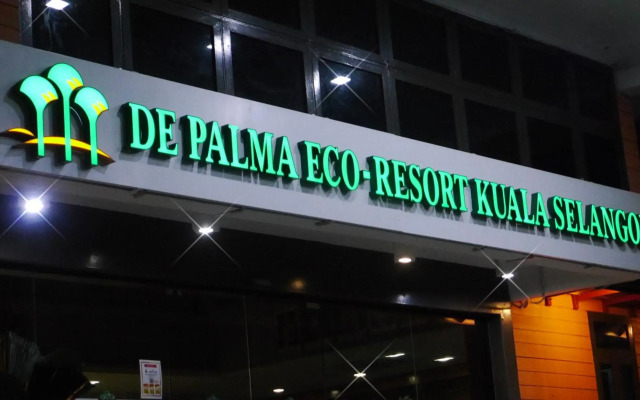 DE PALMA ECO-RESORT KUALA SELANGO